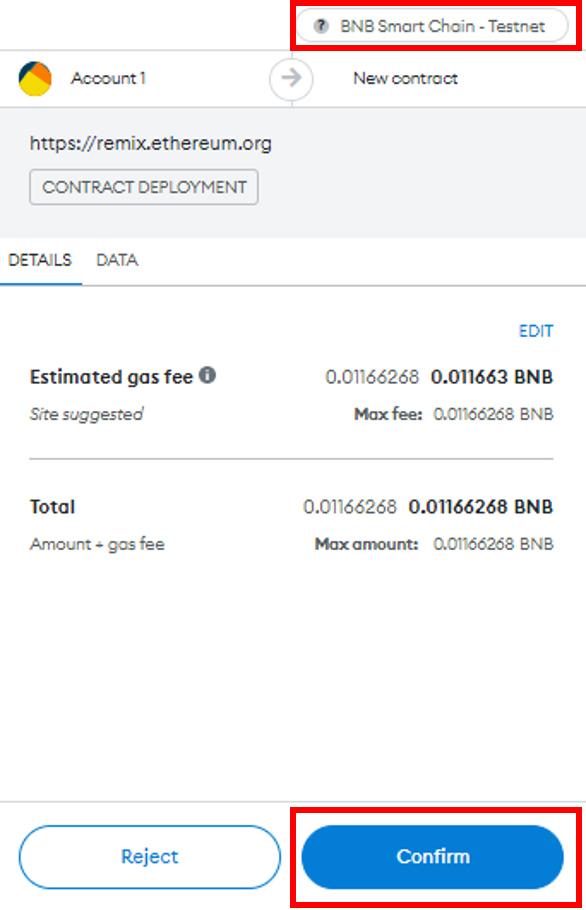 BNB Smart Chain - Testnet
Account 1 New contract
https://remix.ethereum.org
CONTRACT DEPLOYMENT
DETAILS DATA
EDIT
Estimated gas fee 0.01166268 0.011663 BNB
Site suggested Max fee: 0.01166268 BNB
Total 0.01166268 0.01166268 BNB
Amount + gas fee Max amount: 0.01166268 BNB
Reject Confirm